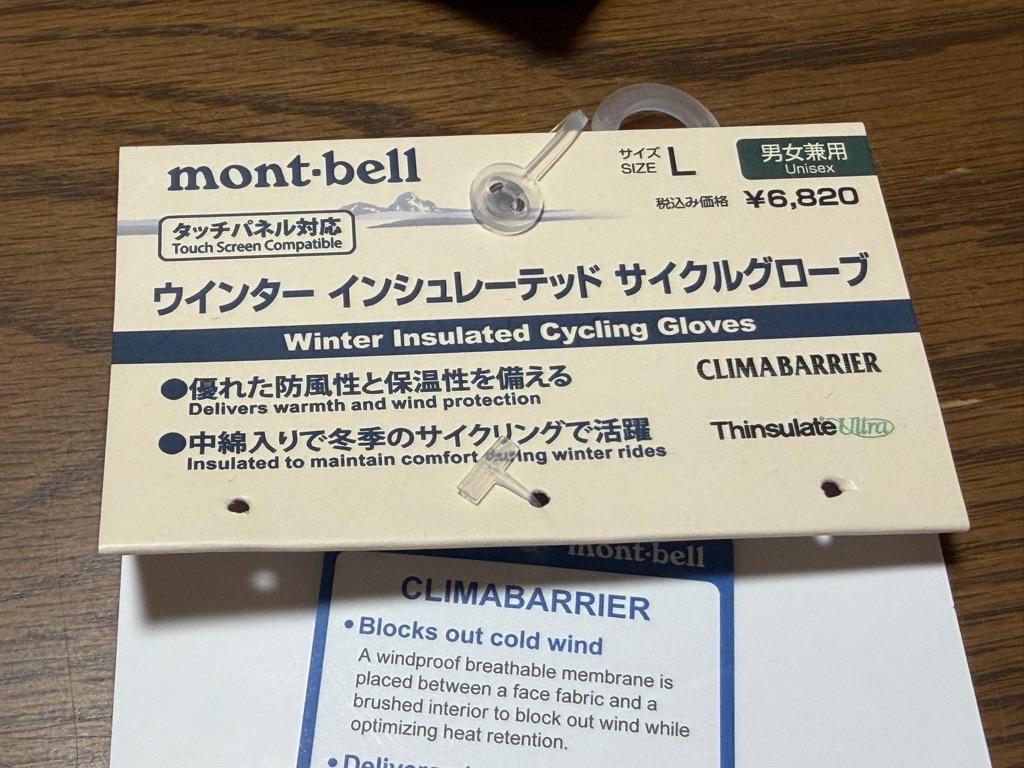 mont·bell
サイズ
SIZE L
男女兼用
Unisex
税込み価格 ¥6,820
タッチパネル対応
Touch Screen Compatible
ウインター インシュレーテッド サイクルグローブ
Winter Insulated Cycling Gloves
●優れた防風性と保温性を備える
Delivers warmth and wind protection
CLIMABARRIER
●中綿入りで冬季のサイクリングで活躍
Insulated to maintain comfort during winter rides
Thinsulate Ultra
mont·bell
CLIMABARRIER
•Blocks out cold wind
A windproof breathable membrane is
placed between a face fabric and a
brushed interior to block out wind while
optimizing heat retention.